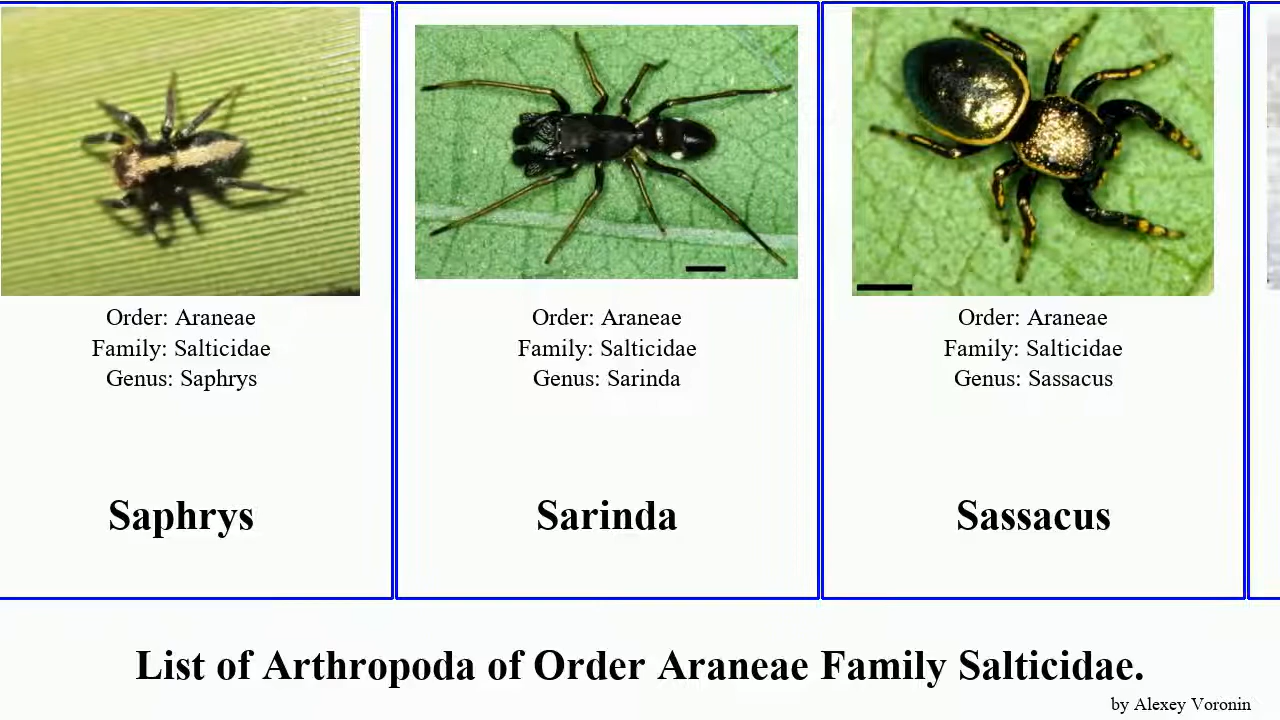 Order: Araneae
Family: Salticidae
Genus: Saphrys
Saphrys
Order: Araneae
Family: Salticidae
Genus: Sarinda
Sarinda
Order: Araneae
Family: Salticidae
Genus: Sassacus
Sassacus
List of Arthropoda of Order Araneae Family Salticidae.
by Alexey Voronin